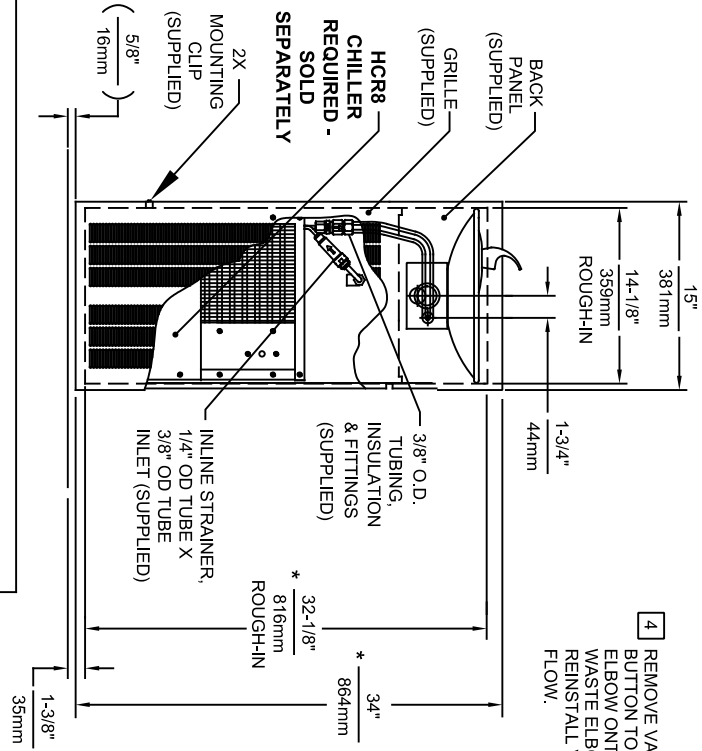 15"
381mm
14-1/8"
359mm
ROUGH-IN
1-3/4"
44mm
BACK
PANEL
(SUPPLIED)
GRILLE
(SUPPLIED)
HCR8
CHILLER
REQUIRED -
SOLD
SEPARATELY
2X
MOUNTING
CLIP
(SUPPLIED)
( 5/8"
16mm )
3/8" O.D.
TUBING,
INSULATION
& FITTINGS
(SUPPLIED)
INLINE STRAINER,
1/4" OD TUBE X
3/8" OD TUBE
INLET (SUPPLIED)
* 32-1/8"
816mm
ROUGH-IN
* 34"
864mm
1-3/8"
35mm
4 REMOVE
BUTTON TO
ELBOW
WASTE
REINSTALL
FLOW.